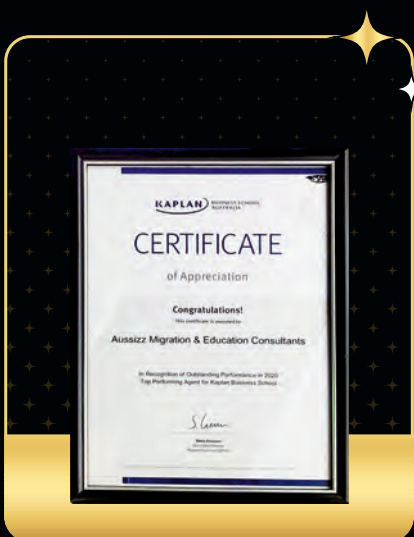 KAPLAN BUSINESS SCHOOL
AUSTRALIA
CERTIFICATE
of Appreciation
Congratulations!
This certificate is presented to
Aussizz Migration & Education Consultants
In Recognition of Outstanding Performance in 2020
Top Performing Agent for Kaplan Business School